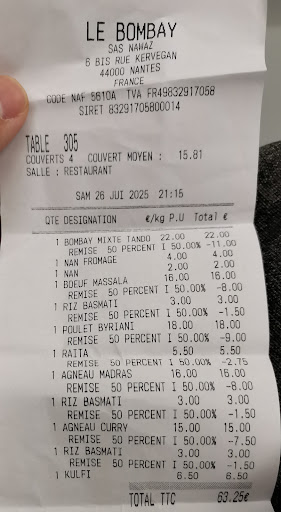 LE BOMBAY
SAS NAWAZ
6 BIS RUE KERVEGAN
44000 NANTES
FRANCE
CODE NAF 5610A TVA FR49832917058
SIRET 83291705800014
TABLE 305
COUVERTS 4 COUVERT MOYEN : 15.81
SALLE : RESTAURANT
SAM 26 JUI 2025 21:15
QTE DESIGNATION €/kg P.U Total €
1 BOMBAY MIXTE TANDO 22.00 22.00
REMISE 50 PERCENT I 50.00% -11.00
1 NAN FROMAGE 4.00 4.00
1 NAN 2.00 2.00
1 BOEUF MASSALA 16.00 16.00
REMISE 50 PERCENT I 50.00% -8.00
1 RIZ BASMATI 3.00 3.00
REMISE 50 PERCENT I 50.00% -1.50
1 POULET BYRIANI 18.00 18.00
REMISE 50 PERCENT I 50.00% -9.00
1 RAITA 5.50 5.50
REMISE 50 PERCENT I 50.00% -2.75
1 AGNEAU MADRAS 16.00 16.00
REMISE 50 PERCENT I 50.00% -8.00
1 RIZ BASMATI 3.00 3.00
REMISE 50 PERCENT I 50.00% -1.50
1 AGNEAU CURRY 15.00 15.00
REMISE 50 PERCENT I 50.00% -7.50
1 RIZ BASMATI 3.00 3.00
REMISE 50 PERCENT I 50.00% -1.50
1 KULFI 6.50 6.50
TOTAL TTC 63.25€